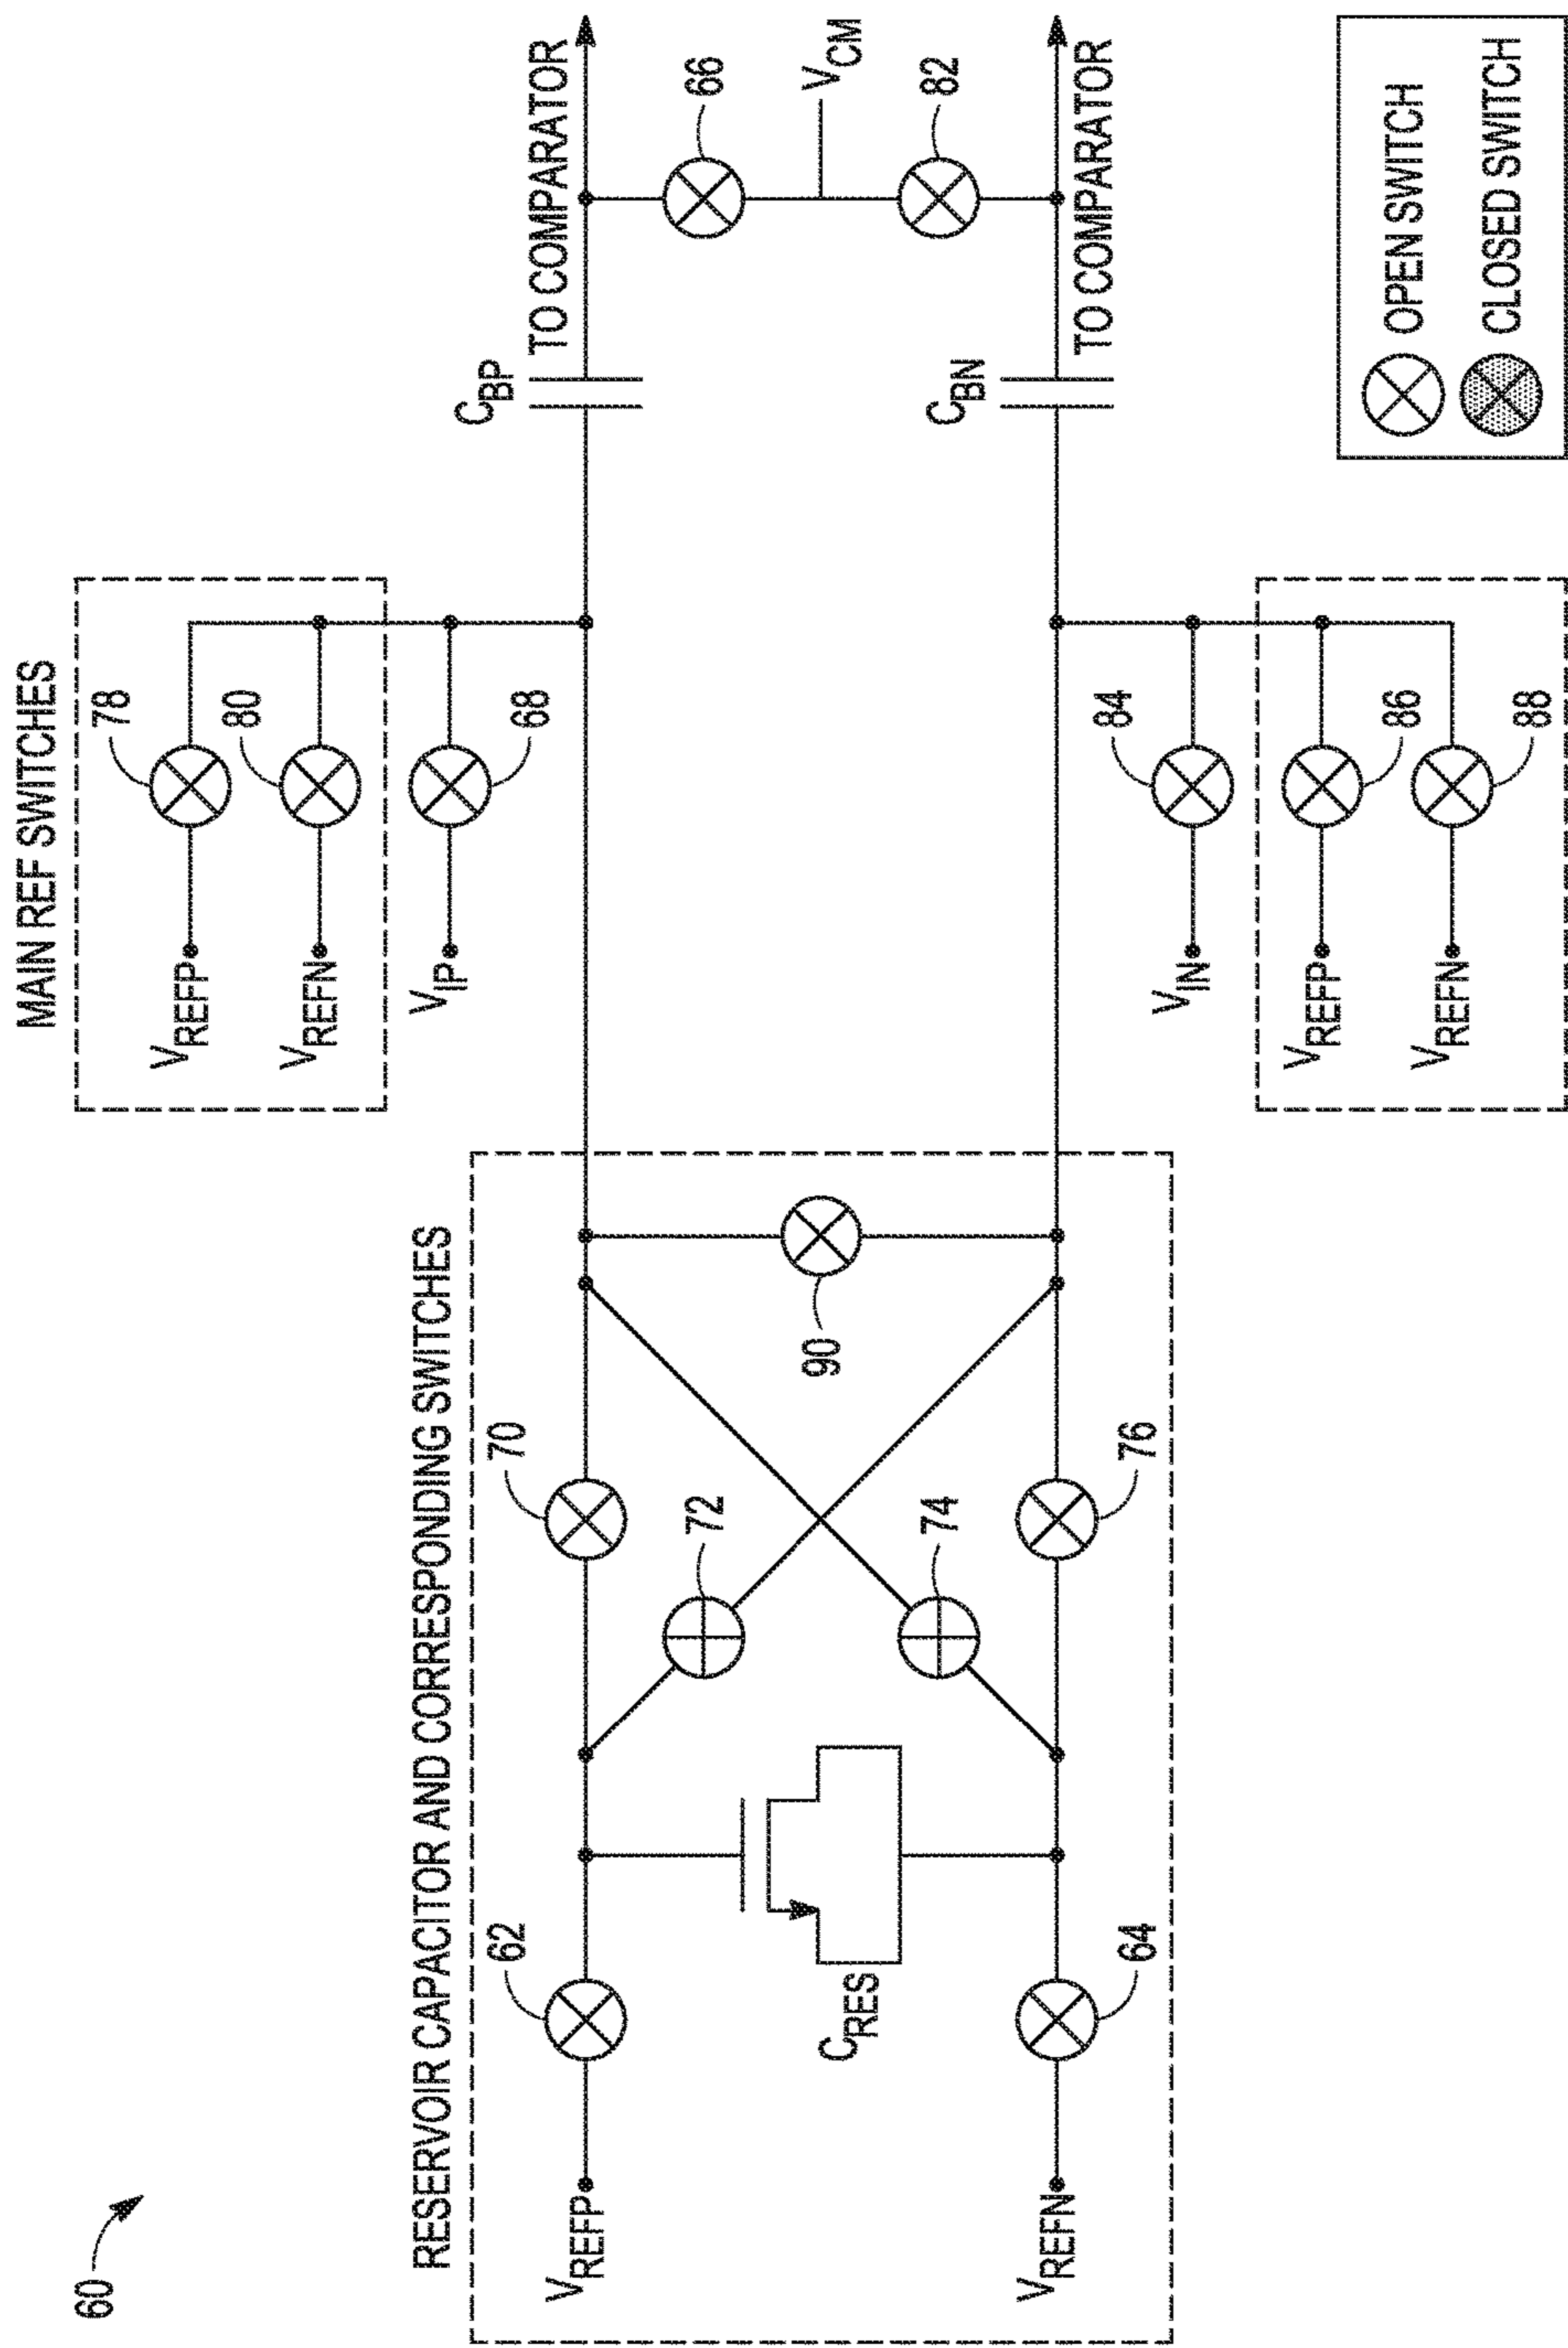 60
MAIN REF SWITCHES
78
VREFP
80
VREFN
68
VIP
RESERVOIR CAPACITOR AND CORRESPONDING SWITCHES
VREFP
62
70
CBP
TO COMPARATOR
72
66
CRES
90
VCM
74
82
VREFN
64
76
CBN
TO COMPARATOR
84
VIN
86
VREFP
88
VREFN
OPEN SWITCH
CLOSED SWITCH